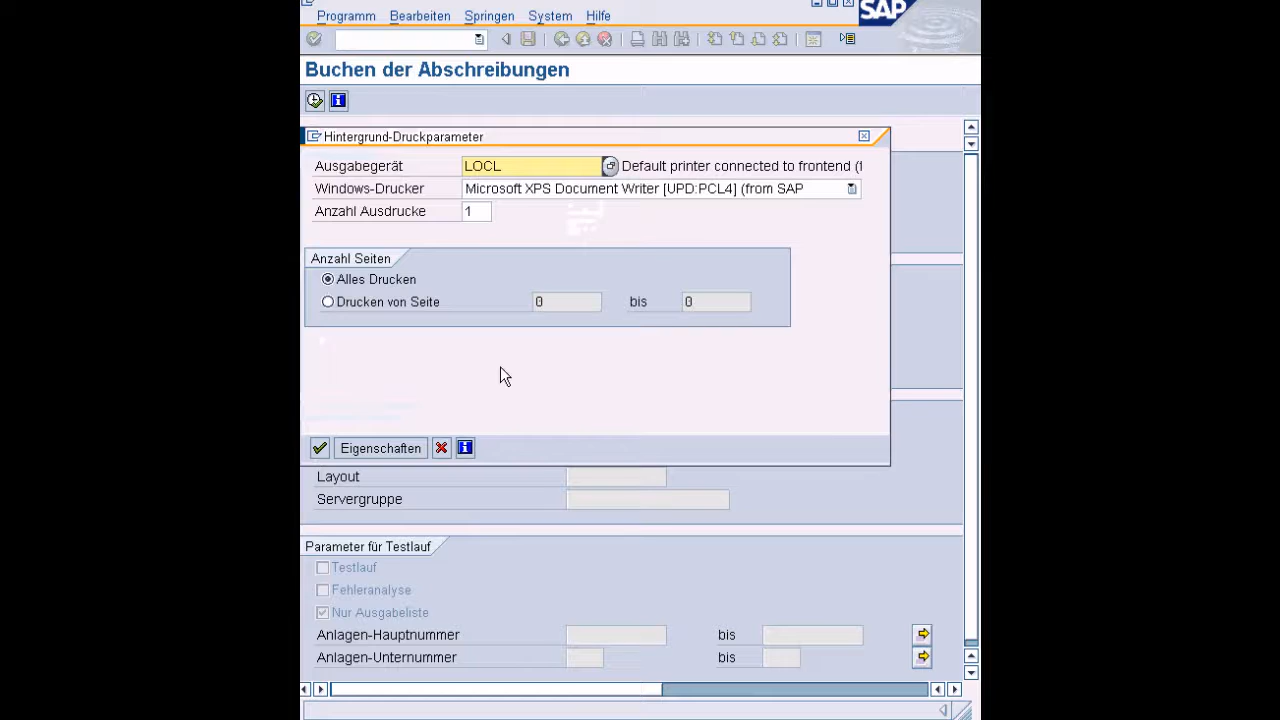 Programm Bearbeiten Springen System Hilfe
SAP
Buchen der Abschreibungen
Hintergrund-Druckparameter
Ausgabegerät LOCL Default printer connected to frontend (f
Windows-Drucker Microsoft XPS Document Writer [UPD:PCL4] (from SAP
Anzahl Ausdrucke 1
Anzahl Seiten
Alles Drucken
Drucken von Seite 0 bis 0
Eigenschaften
Layout
Servergruppe
Parameter für Testlauf
Testlauf
Fehleranalyse
Nur Ausgabeliste
Anlagen-Hauptnummer bis
Anlagen-Unternummer bis